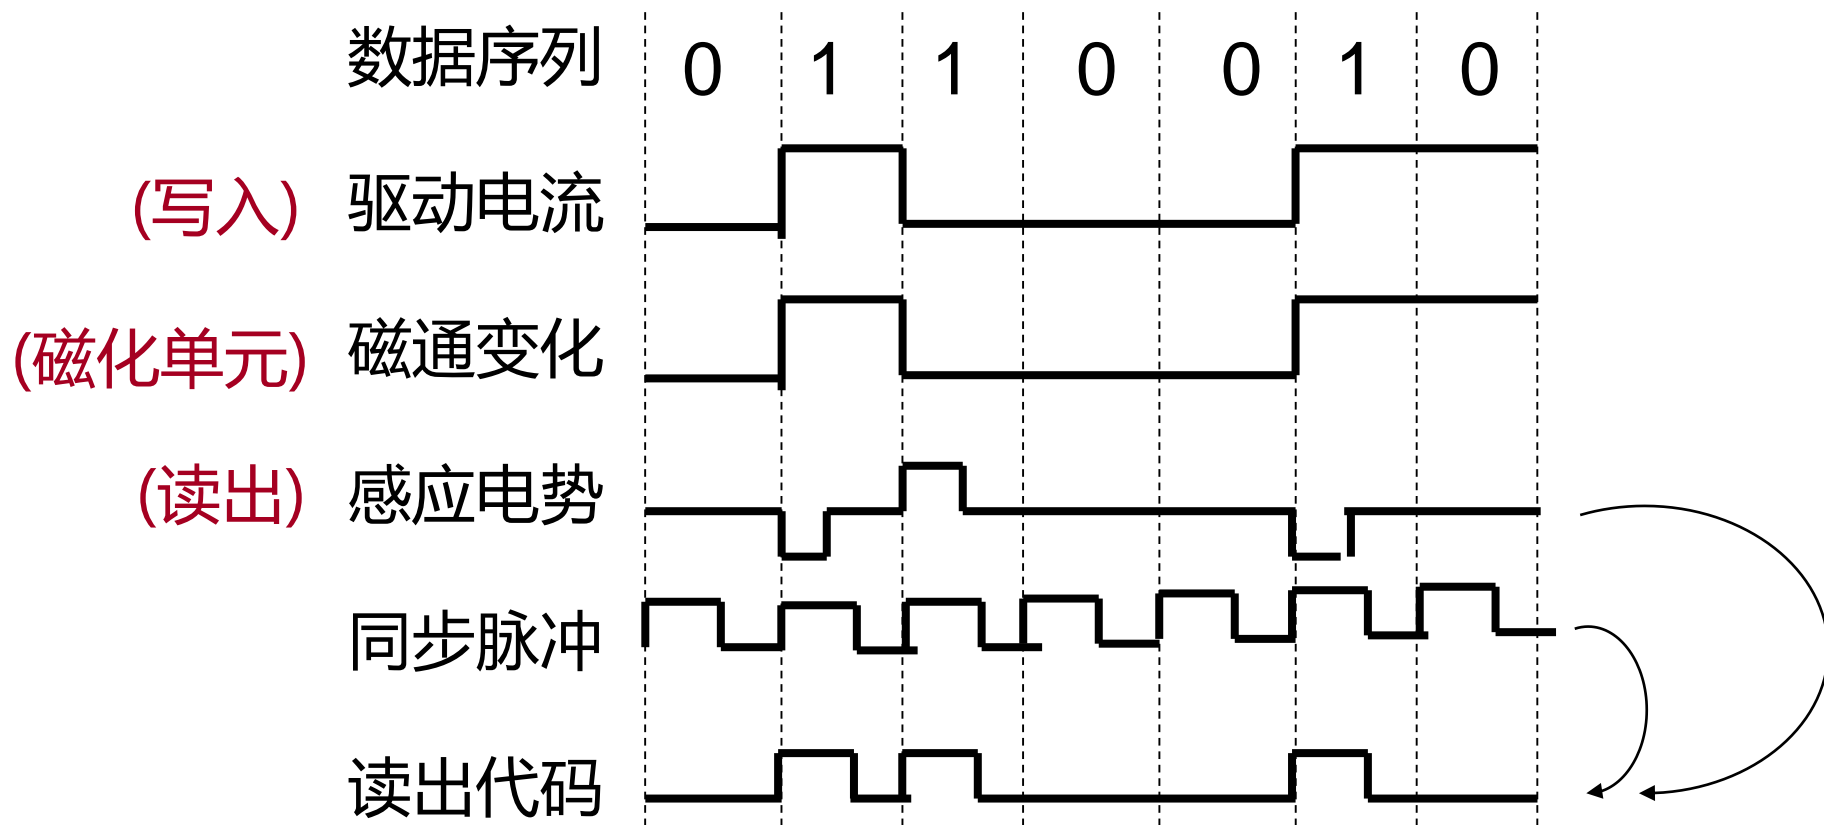 数据序列 0 1 1 0 0 1 0
(写入) 驱动电流
(磁化单元) 磁通变化
(读出) 感应电势
同步脉冲
读出代码